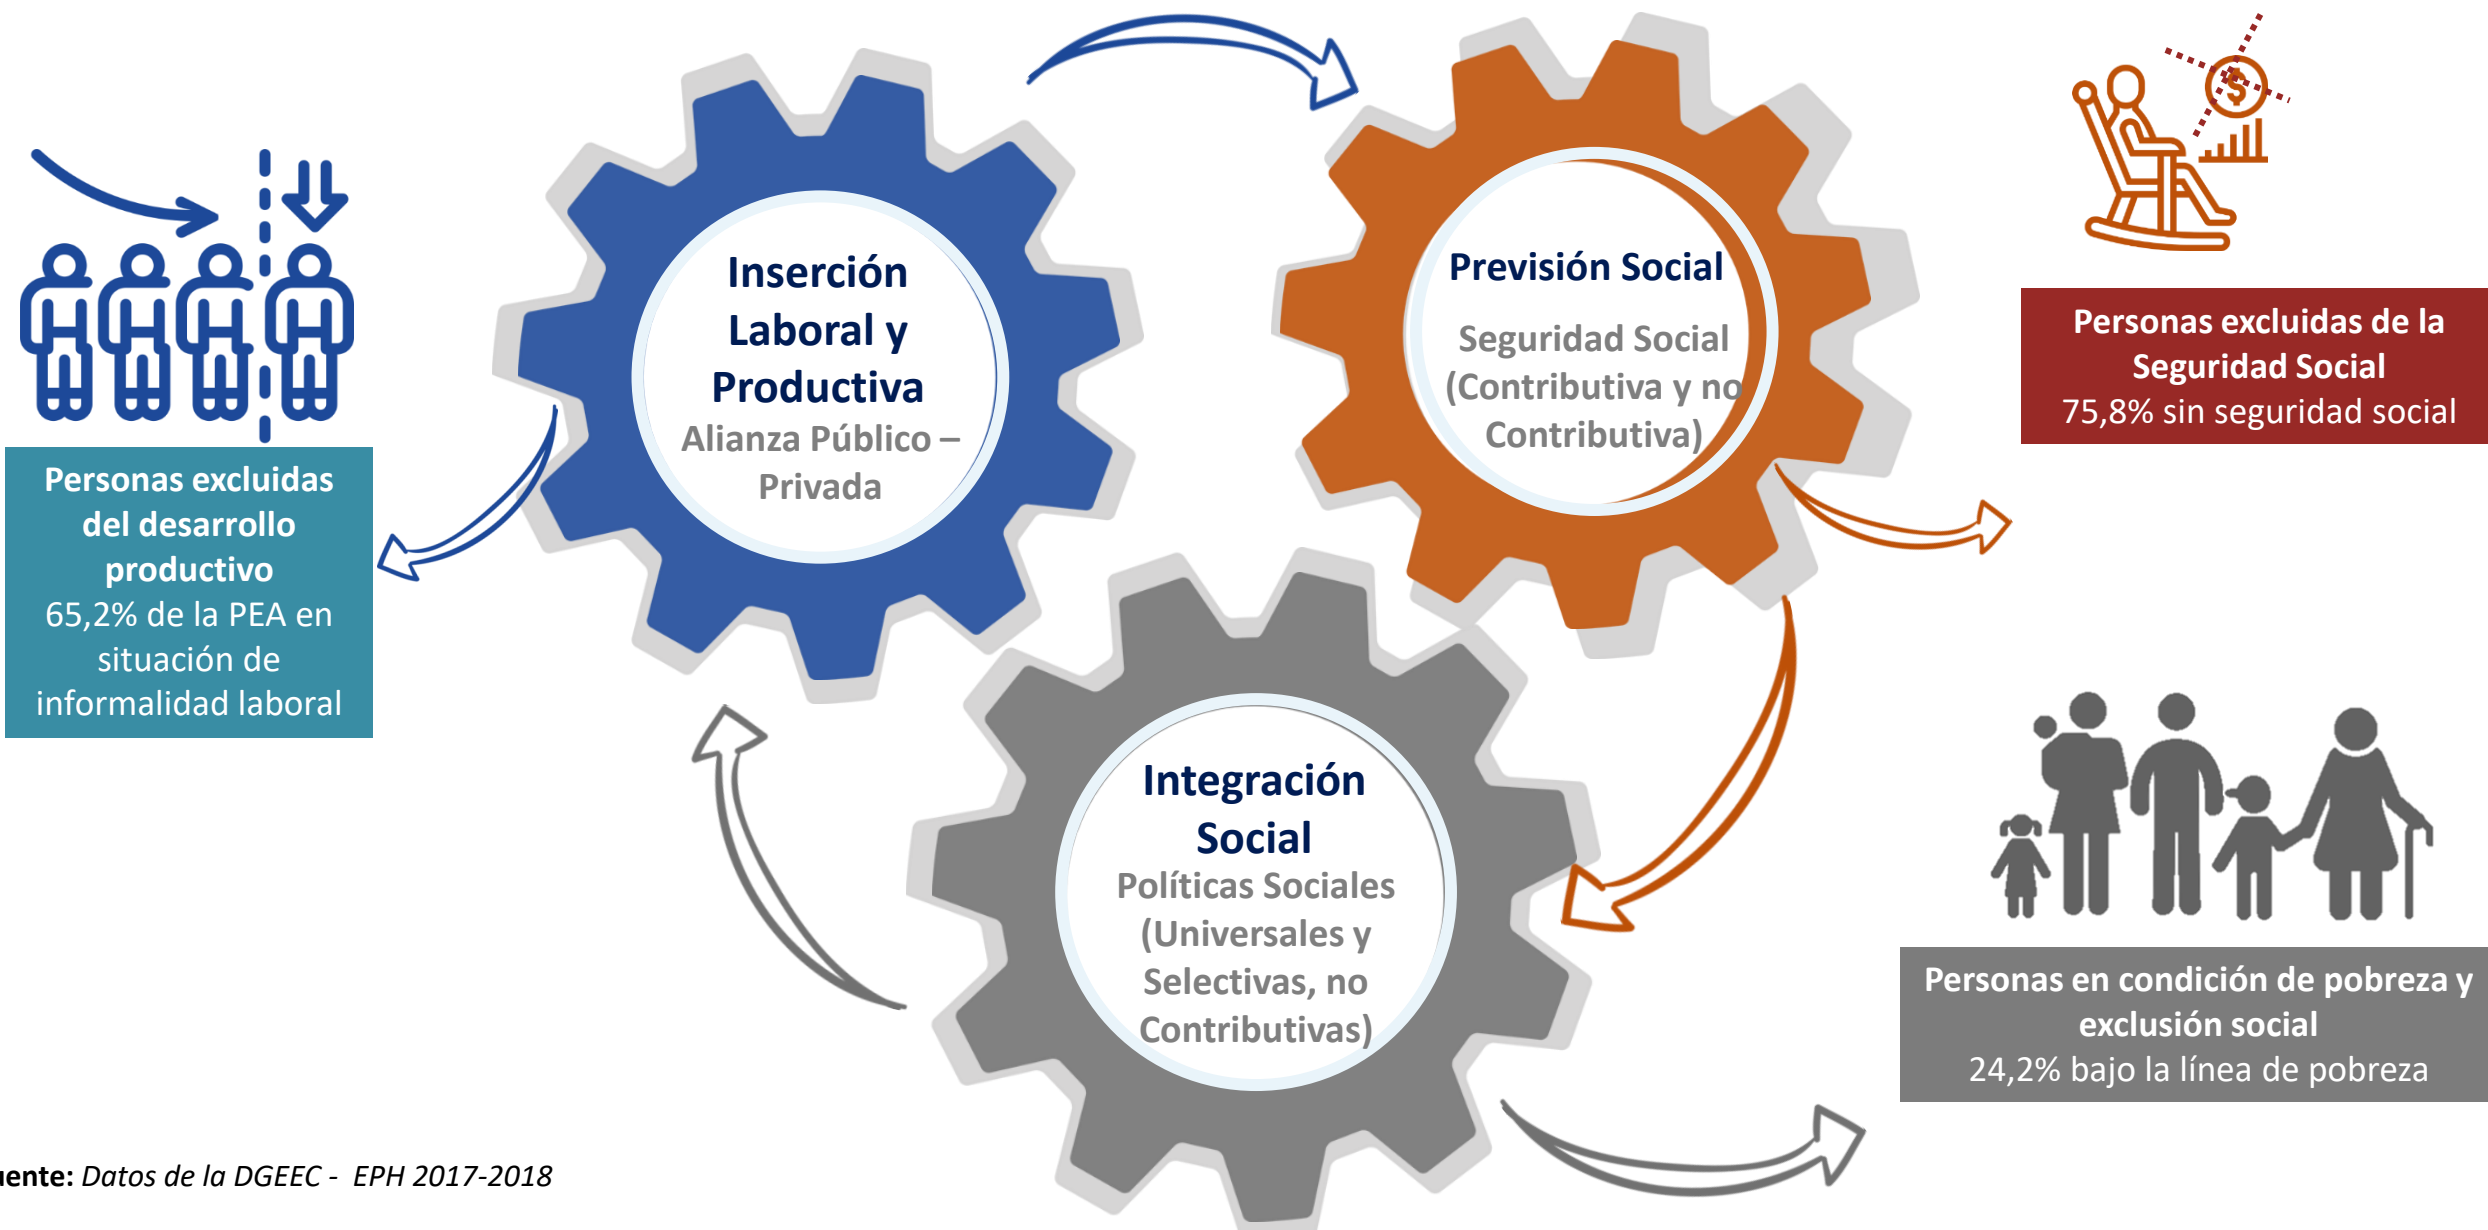 Inserción
Laboral y
Productiva
Alianza Público –
Privada
Previsión Social
Seguridad Social
(Contributiva y no
Contributiva)
Personas excluidas de la
Seguridad Social
75,8% sin seguridad social
Personas excluidas
del desarrollo
productivo
65,2% de la PEA en
situación de
informalidad laboral
Integración
Social
Políticas Sociales
(Universales y
Selectivas, no
Contributivas)
Personas en condición de pobreza y
exclusión social
24,2% bajo la línea de pobreza
uente: Datos de la DGEEC - EPH 2017-2018
$